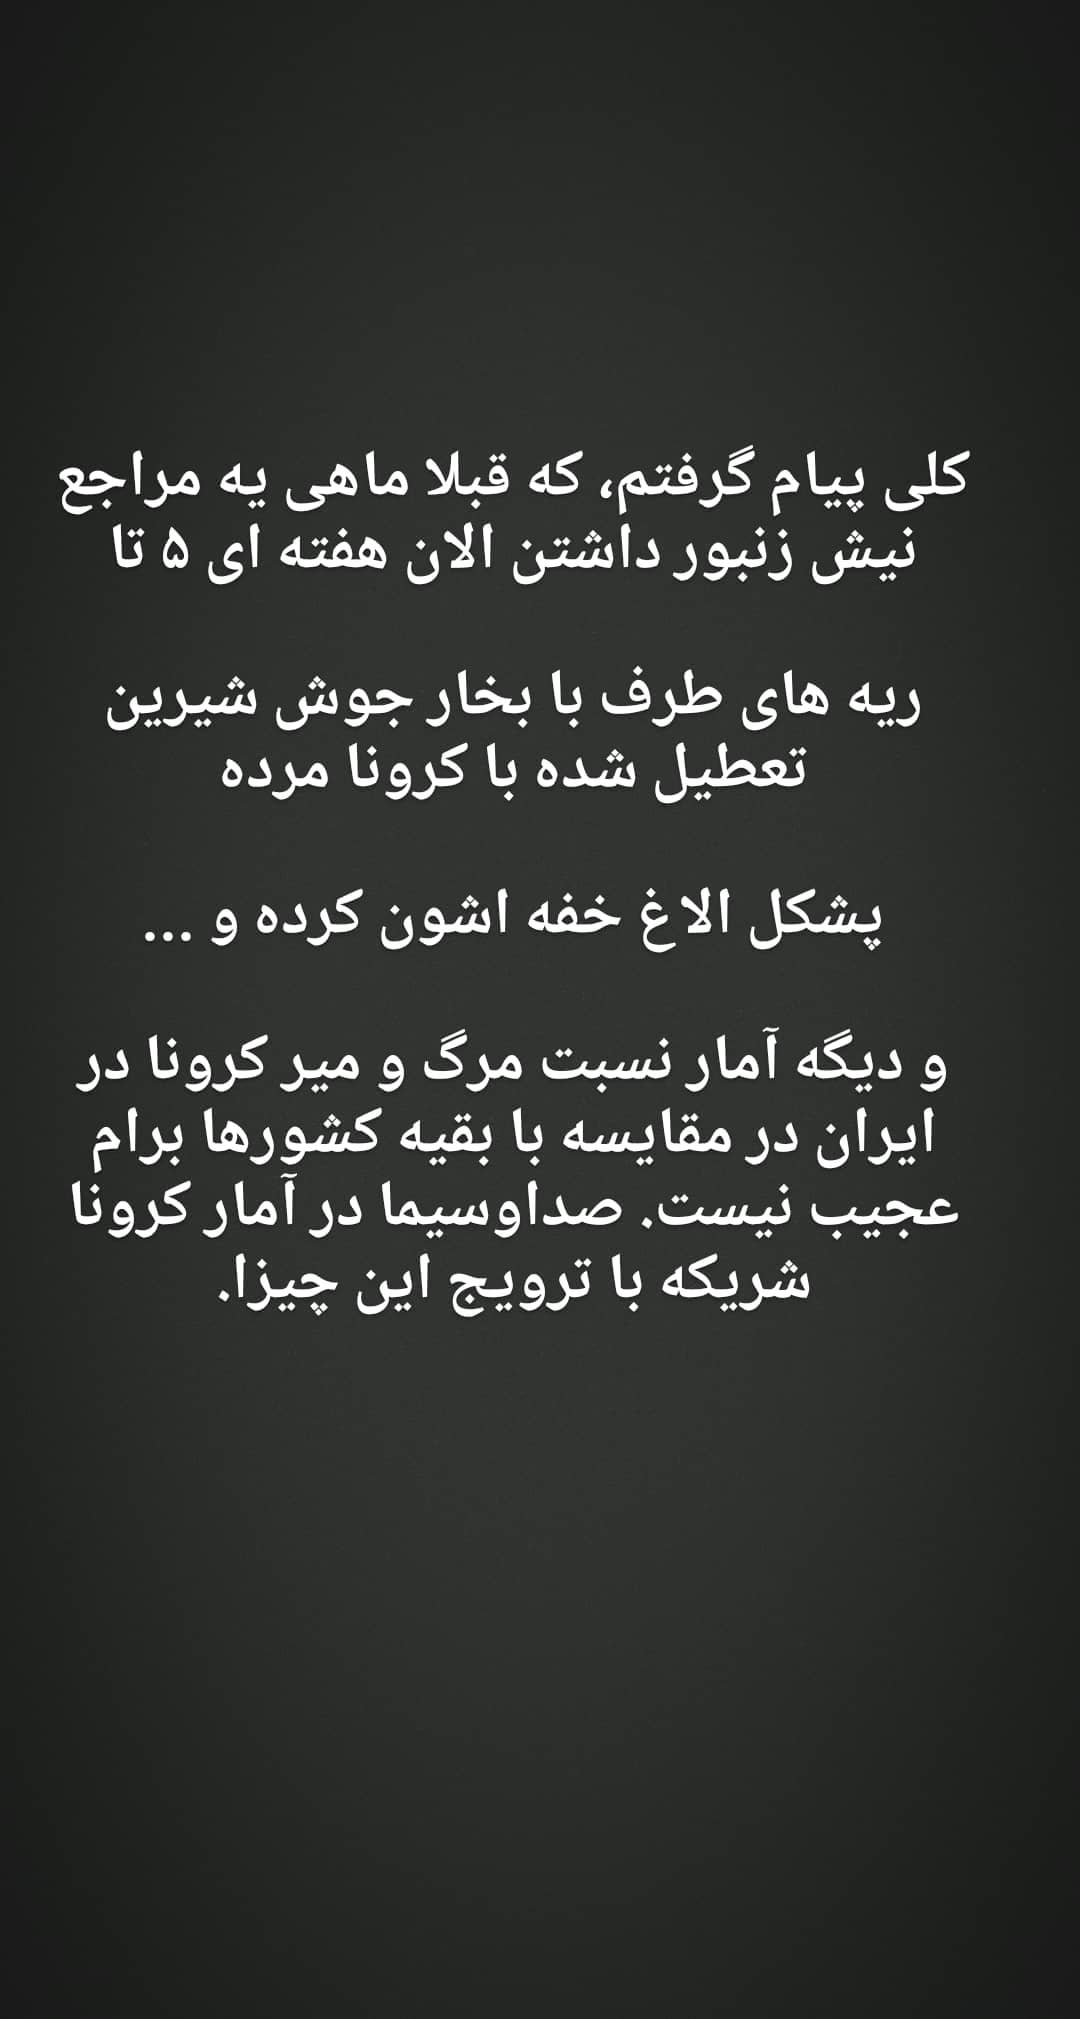 کلی پیام گرفتم، که قبلا ماهی یه مراجع
نیش زنبور داشتن الان هفته ای ۵ تا
ریه های طرف با بخار جوش شیرین
تعطیل شده با کرونا مرده
پشکل الاغ خفه اشون کرده و ...
و دیگه آمار نسبت مرگ و میر کرونا در
ایران در مقایسه با بقیه کشورها برام
عجیب نیست. صداوسیما در آمار کرونا
شریکه با ترویج این چیزا.